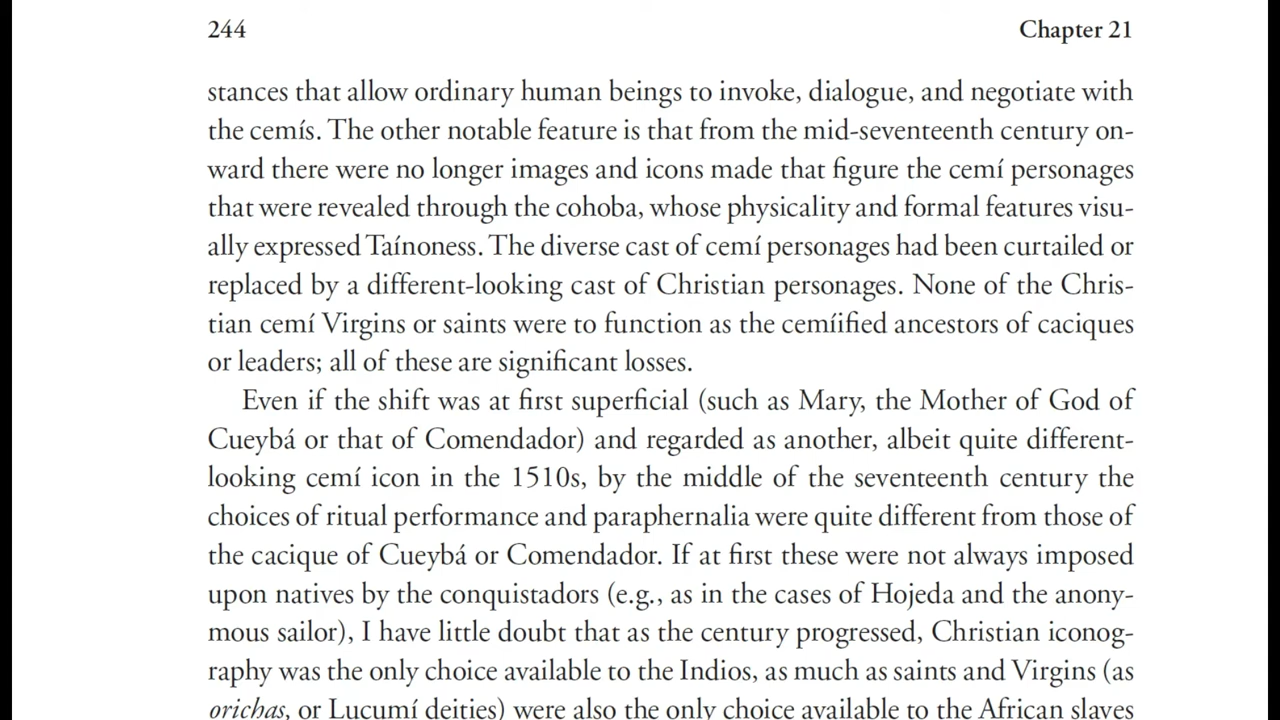 244 Chapter 21
stances that allow ordinary human beings to invoke, dialogue, and negotiate with
the cemís. The other notable feature is that from the mid-seventeenth century on-
ward there were no longer images and icons made that figure the cemí personages
that were revealed through the cohoba, whose physicality and formal features visu-
ally expressed Taínoness. The diverse cast of cemí personages had been curtailed or
replaced by a different-looking cast of Christian personages. None of the Chris-
tian cemí Virgins or saints were to function as the cemíified ancestors of caciques
or leaders; all of these are significant losses.
Even if the shift was at first superficial (such as Mary, the Mother of God of
Cueybá or that of Comendador) and regarded as another, albeit quite different-
looking cemí icon in the 1510s, by the middle of the seventeenth century the
choices of ritual performance and paraphernalia were quite different from those of
the cacique of Cueybá or Comendador. If at first these were not always imposed
upon natives by the conquistadors (e.g., as in the cases of Hojeda and the anony-
mous sailor), I have little doubt that as the century progressed, Christian iconog-
raphy was the only choice available to the Indios, as much as saints and Virgins (as
orichas, or Lucumí deities) were also the only choice available to the African slaves